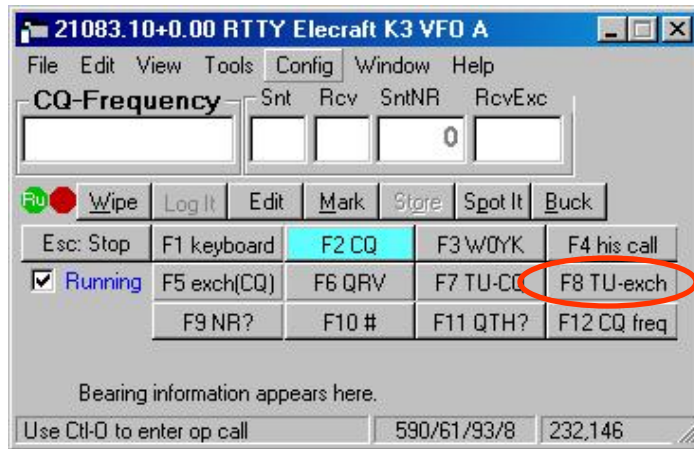 21083.10+0.00 RTTY Elecraft K3 VFO A
File Edit View Tools Config Window Help
CQ-Frequency Snt Rcv SntNR RcvExc
0
Ru Wipe Log It Edit Mark Store Spot It Buck
Esc: Stop F1 keyboard F2 CQ F3 W0YK F4 his call
Running F5 exch(CQ) F6 QRV F7 TU-CQ F8 TU-exch
F9 NR? F10 # F11 QTH? F12 CQ freq
Bearing information appears here.
Use Ctl-O to enter op call 590/61/93/8 232,146